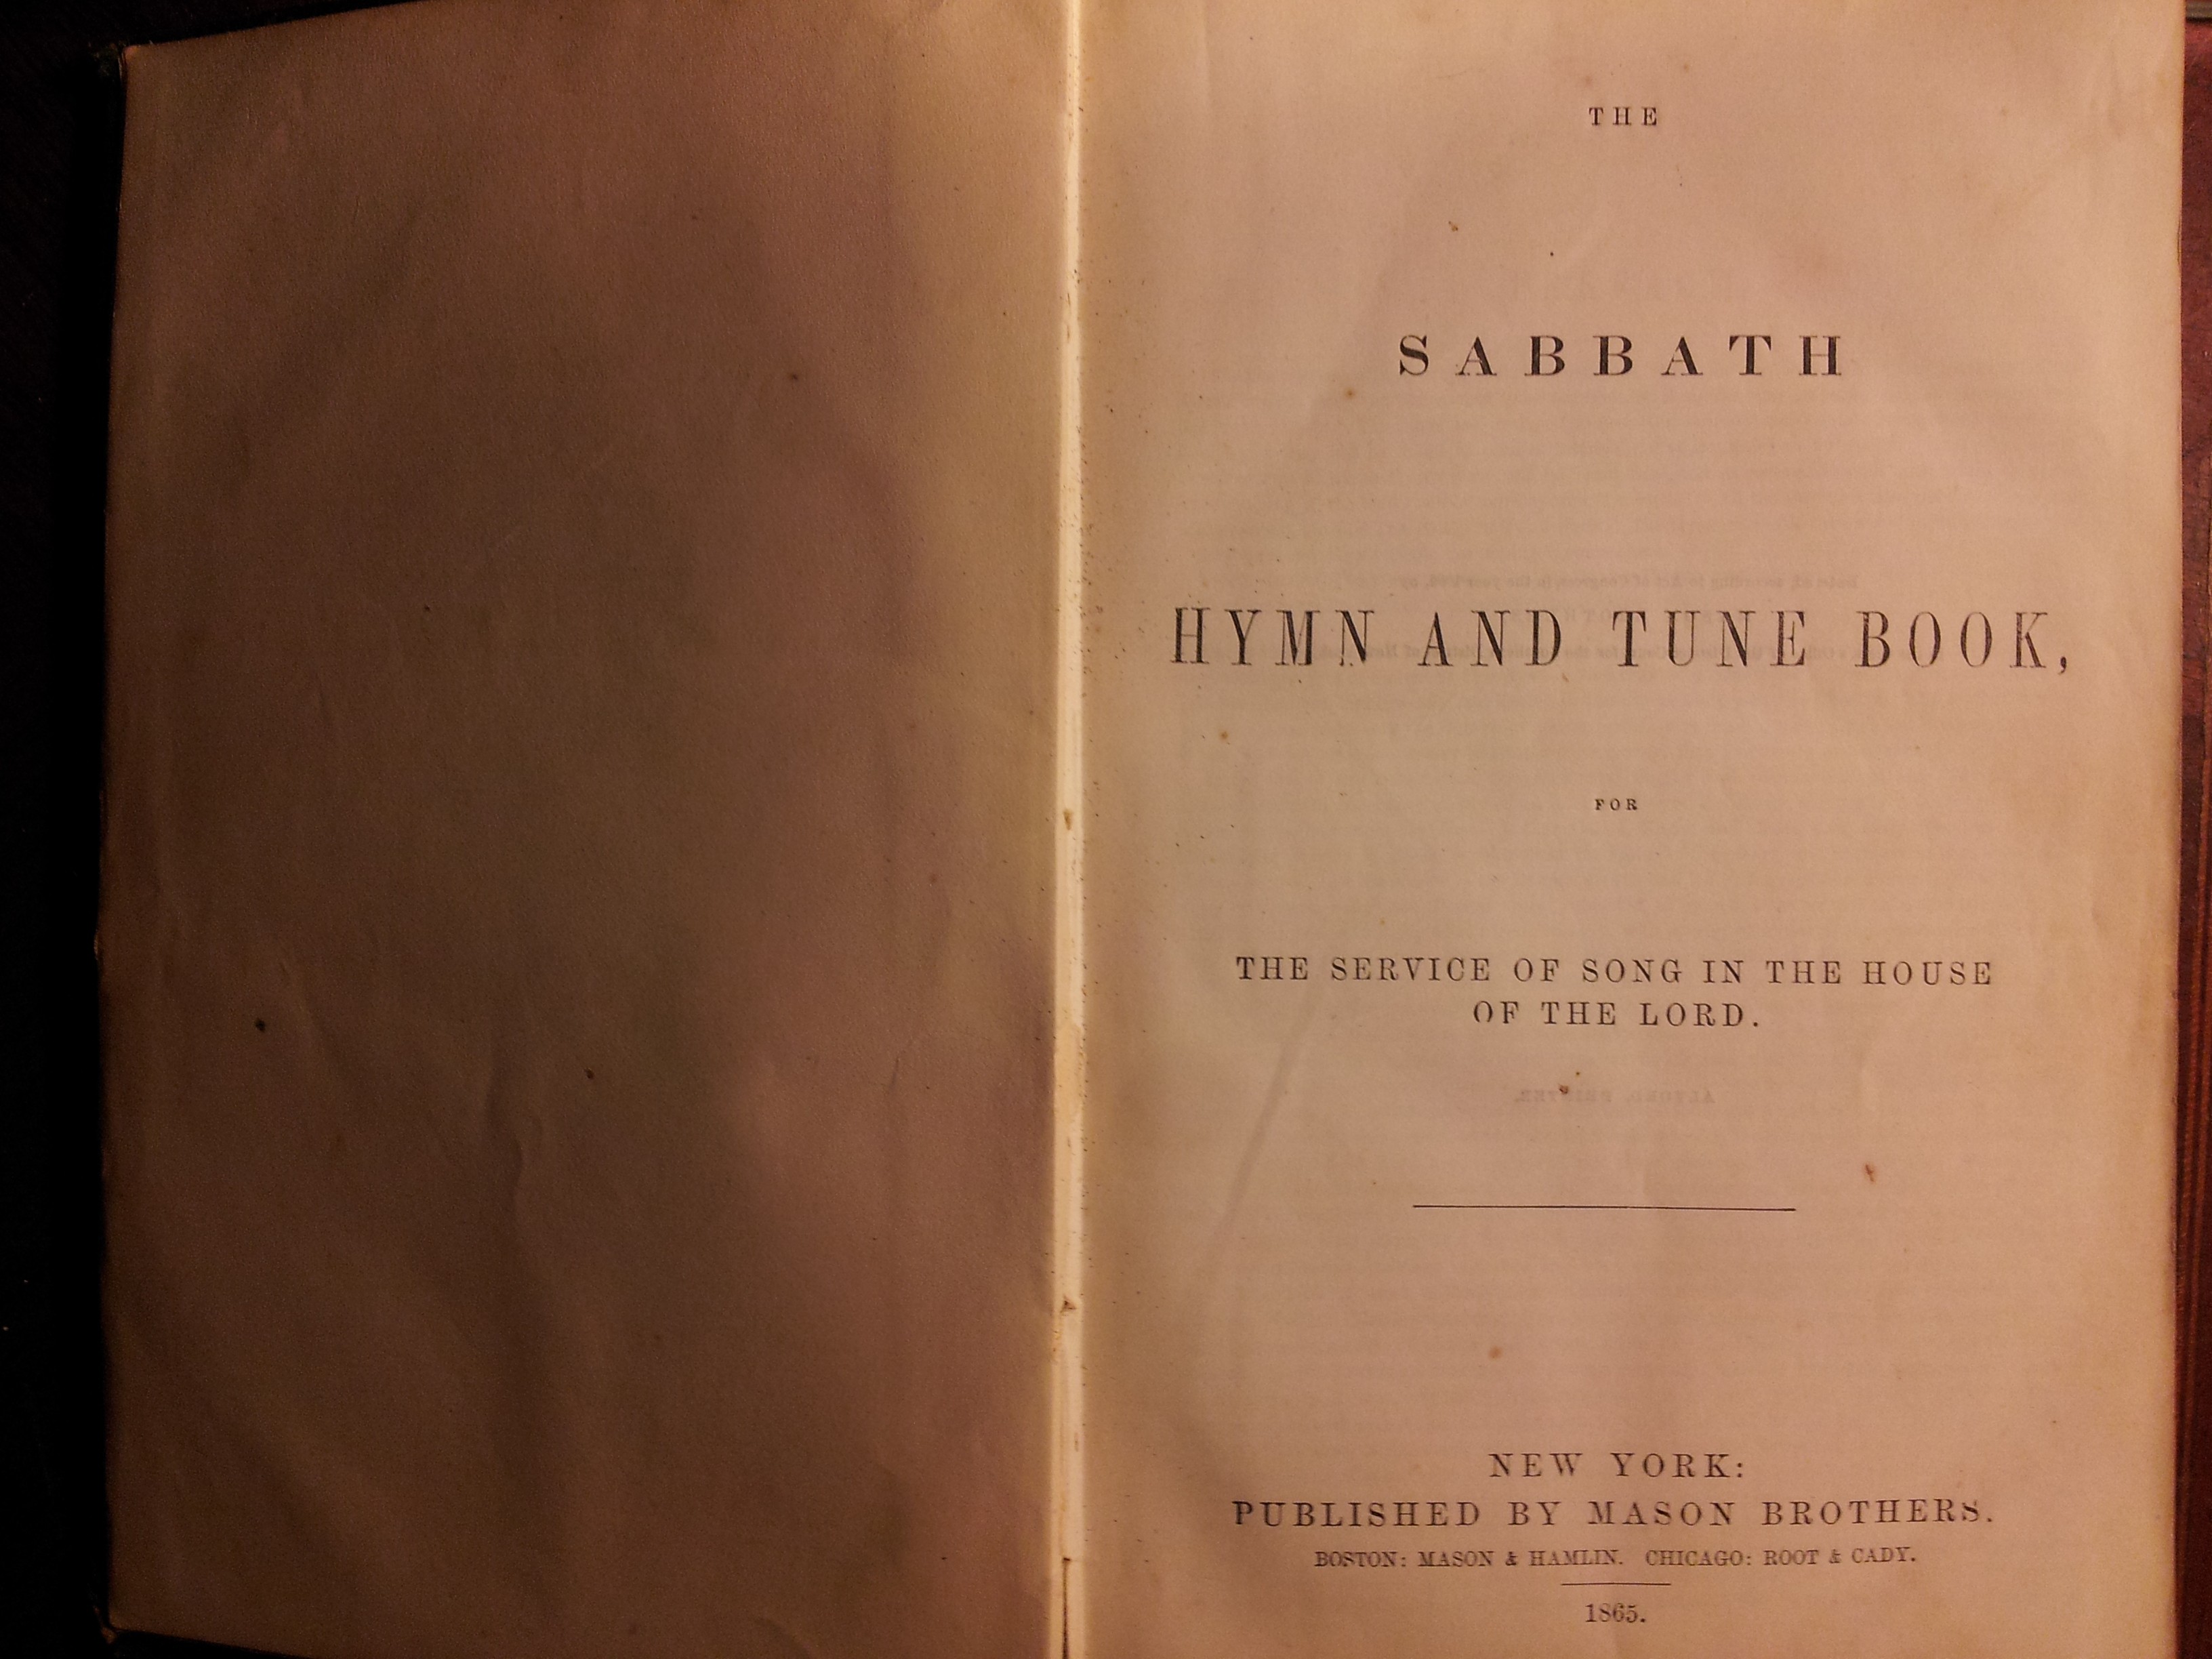 THE
SABBATH
HYMN AND TUNE BOOK,
FOR
THE SERVICE OF SONG IN THE HOUSE
OF THE LORD.
NEW YORK:
PUBLISHED BY MASON BROTHERS.
BOSTON: MASON & HAMLIN. CHICAGO: ROOT & CADY.
1865.